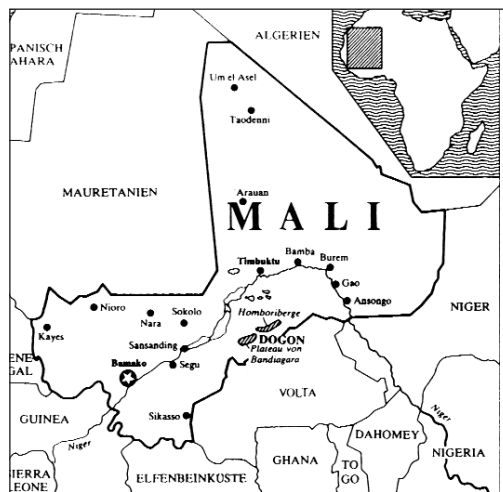 PANISCH
AHARA
ALGERIEN
Um el Asel
Taodenni
MAURETANIEN
Arauan
MALI
Timbuktu
Bamba
Burem
Gao
Ansongo
NIGER
Nioro
Nara
Sokolo
Kayes
Homboriberge
DOGON
Plateau von
Bandiagara
Sansanding
Segu
Bamako
ENE
GAL
VOLTA
GUINEA
Niger
Sikasso
Niger
DAHOMEY
NIGERIA
GHANA
TO
GO
SIERRA
LEONE
ELFENBEINKÜSTE